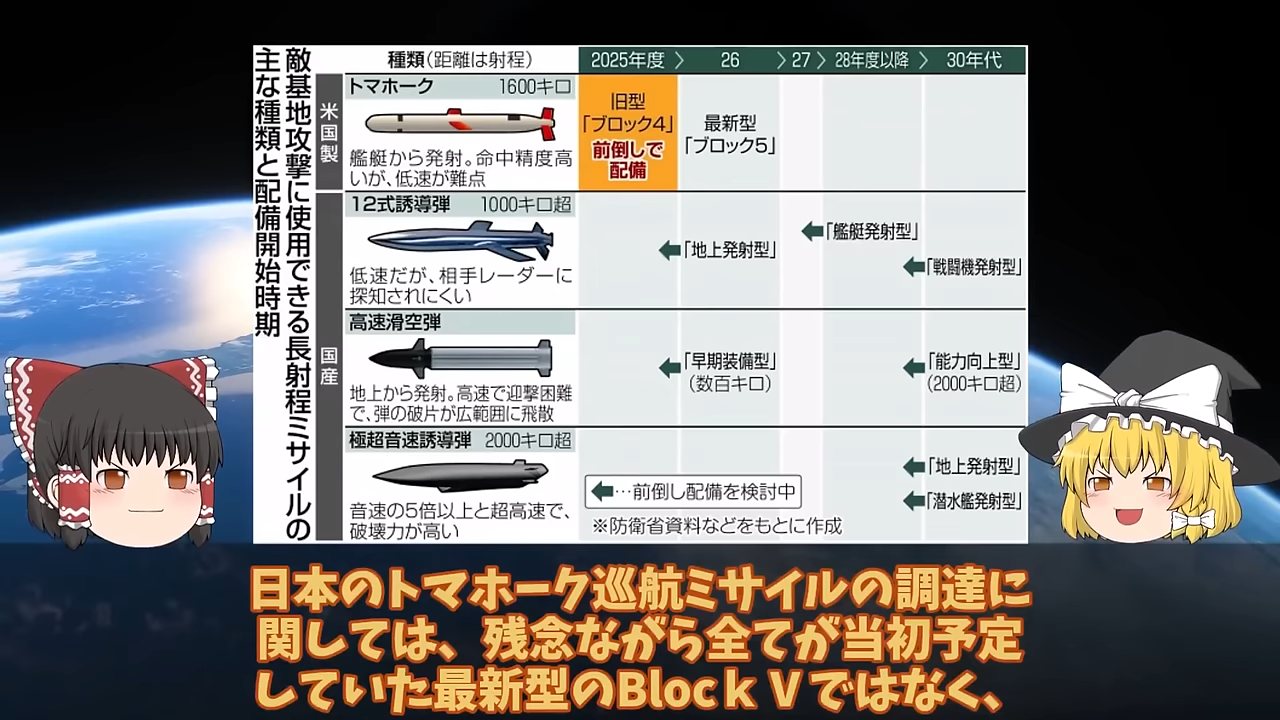 敵基地攻撃に使用できる長射程ミサイルの
主な種類と配備開始時期
種類(距離は射程)
2025年度
26
27
28年度以降
30年代
米国製
トマホーク 1600キロ
艦艇から発射。命中精度高
いが、低速が難点
旧型
「ブロック4」
前倒しで
配備
最新型
「ブロック5」
国産
12式誘導弾 1000キロ超
低速だが、相手レーダーに
探知されにくい
「地上発射型」
「艦艇発射型」
「戦闘機発射型」
高速滑空弾
地上から発射。高速で迎撃困難
で、弾の破片が広範囲に飛散
「早期装備型」
(数百キロ)
「能力向上型」
(2000キロ超)
極超音速誘導弾 2000キロ超
音速の5倍以上と超高速で、
破壊力が高い
「地上発射型」
「潜水艦発射型」
←…前倒し配備を検討中
※防衛省資料などをもとに作成
日本のトマホーク巡航ミサイルの調達に
関しては、残念ながら全てが当初予定
していた最新型のBlockⅤではなく、